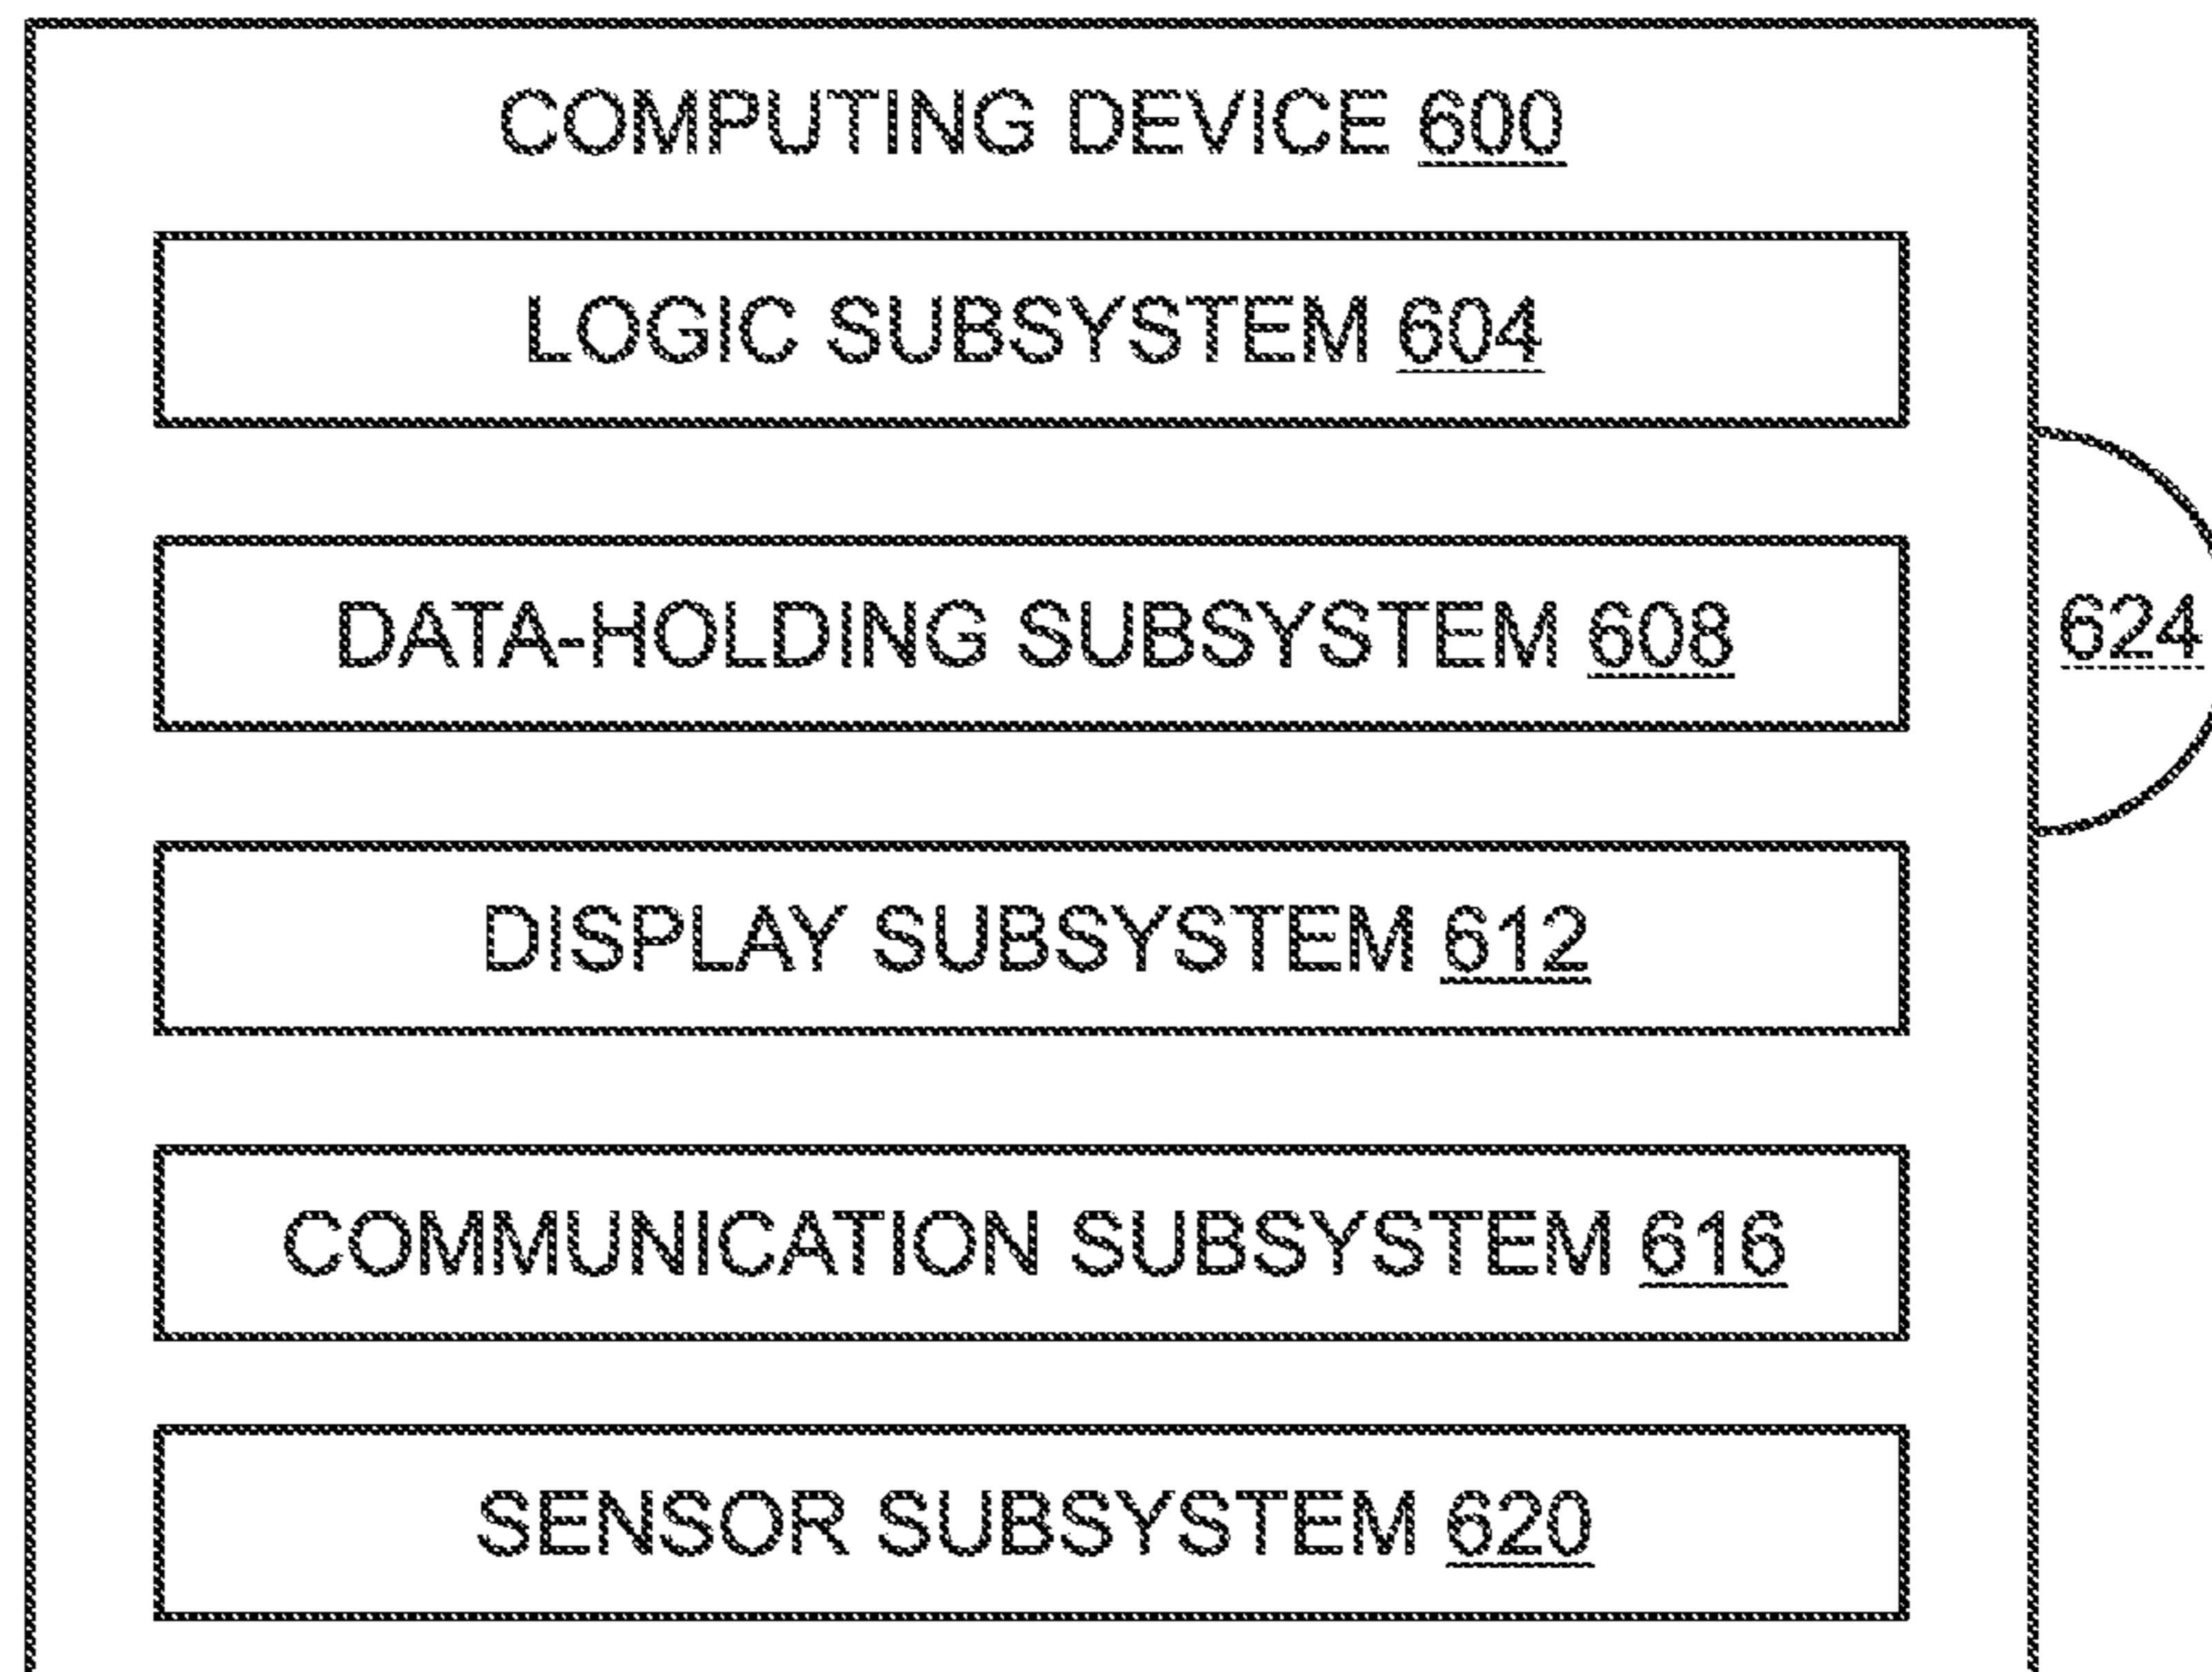 COMPUTING DEVICE 600
LOGIC SUBSYSTEM 604
DATA-HOLDING SUBSYSTEM 608
624
DISPLAY SUBSYSTEM 612
COMMUNICATION SUBSYSTEM 616
SENSOR SUBSYSTEM 620